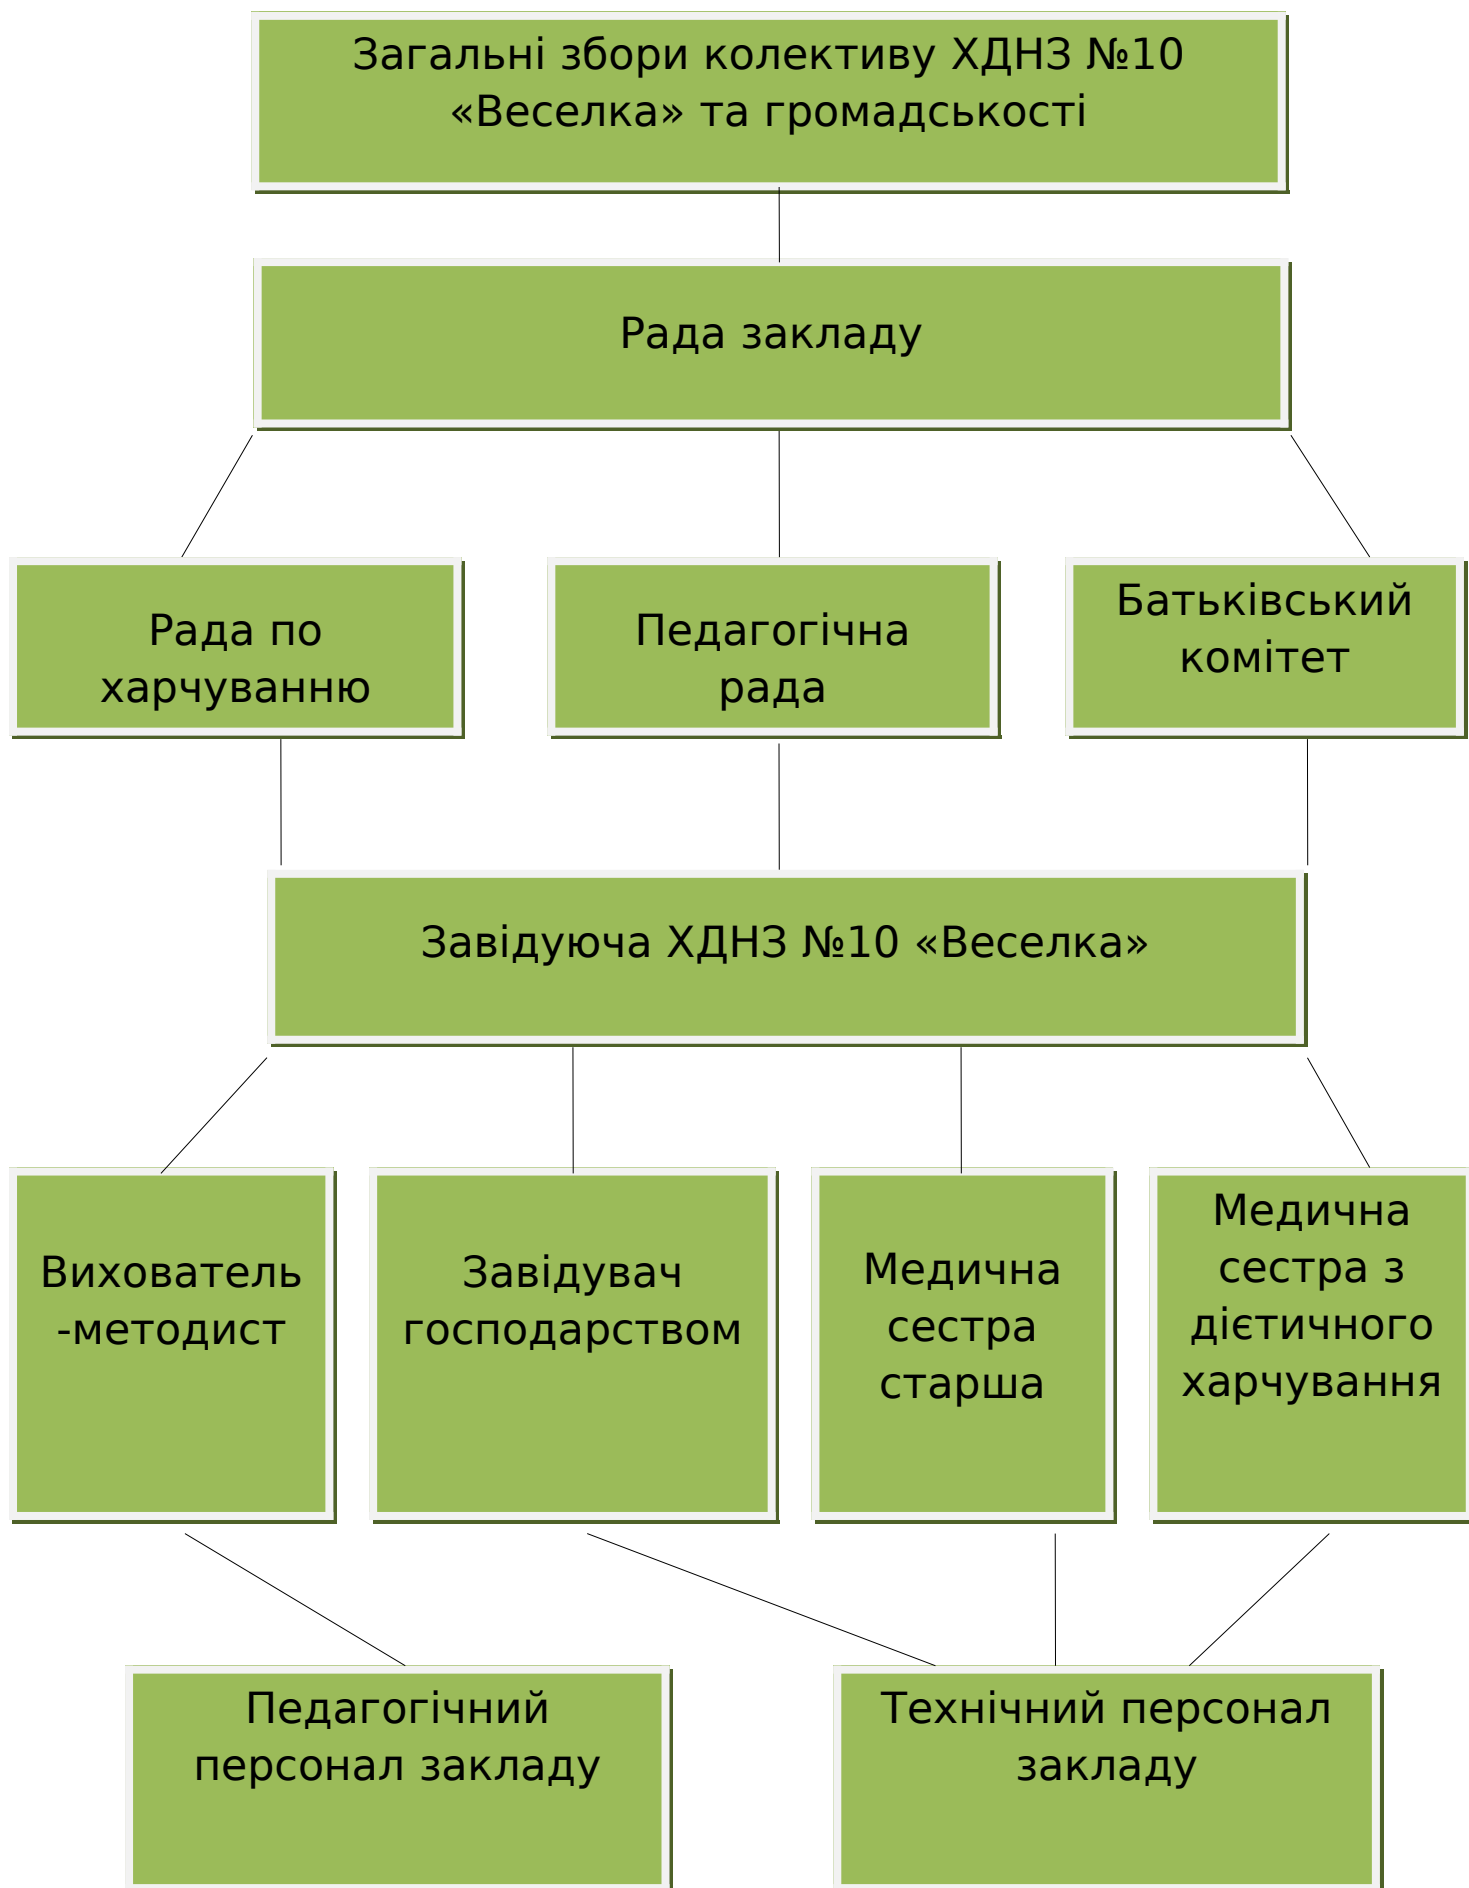 Загальні збори колективу ХДНЗ №10
«Веселка» та громадськості
Рада закладу
Рада по
харчуванню
Педагогічна
рада
Батьківський
комітет
Завідуюча ХДНЗ №10 «Веселка»
Вихователь
-методист
Завідувач
господарством
Медична
сестра
старша
Медична
сестра з
дієтичного
харчування
Педагогічний
персонал закладу
Технічний персонал
закладу